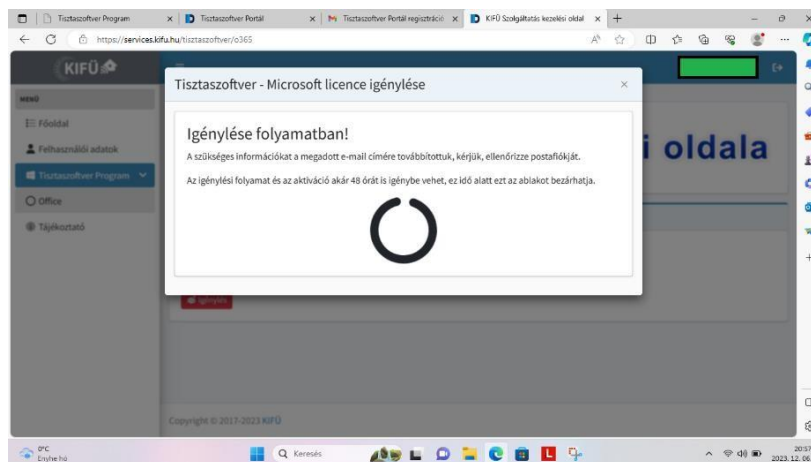 Tisztaszoftver Program
Tisztaszoftver Portál
Tisztaszoftver Portál regisztráció
KIFÜ Szolgáltatás kezelési oldal
https://services.kifu.hu/tisztaszoftver/o365
KIFÜ
MENÜ
Főoldal
Felhasználói adatok
Tisztaszoftver Program
Office
Tájékoztató
Tisztaszoftver - Microsoft licence igénylése
Igénylése folyamatban!
A szükséges információkat a megadott e-mail címére továbbítottuk, kérjük, ellenőrizze postafiókját.
Az igénylési folyamat és az aktiváció akár 48 órát is igénybe vehet, ez idő alatt ezt az ablakot bezárhatja.
i oldala
Igénylés
Copyright © 2017-2023 KIFÜ
0°C
Enyhe hó
Keresés
20:57
2023. 12. 05.